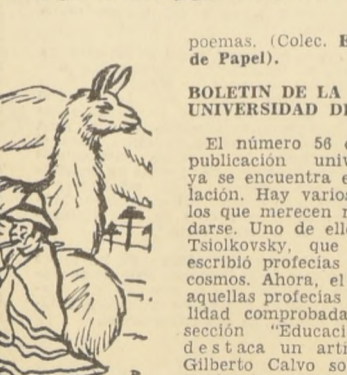 poemas. (Colec. E
de Papel).
BOLETIN DE LA
UNIVERSIDAD DE
El número 56
publicación univ
ya se encuentra e
lación. Hay varios
los que merecen
darse. Uno de ell
Tsiolkovsky, que
escribió profecías
cosmos. Ahora, el
aquellas profecías
lidad comprobada
sección "Educaci
destaca un arti
Gilberto Calvo so